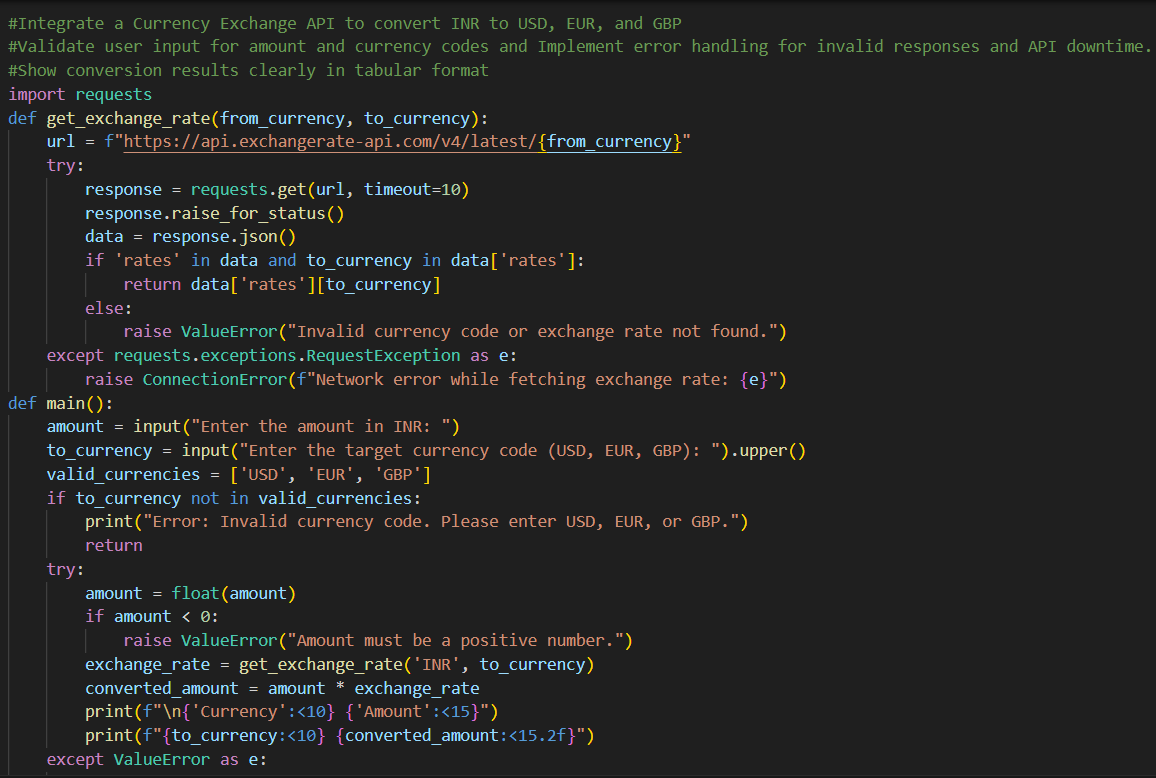 #Integrate a Currency Exchange API to convert INR to USD, EUR, and GBP
#Validate user input for amount and currency codes and Implement error handling for invalid responses and API downtime.
#Show conversion results clearly in tabular format
import requests
def get_exchange_rate(from_currency, to_currency):
    url = f"https://api.exchangerate-api.com/v4/latest/{from_currency}"
    try:
        response = requests.get(url, timeout=10)
        response.raise_for_status()
        data = response.json()
        if 'rates' in data and to_currency in data['rates']:
            return data['rates'][to_currency]
        else:
            raise ValueError("Invalid currency code or exchange rate not found.")
    except requests.exceptions.RequestException as e:
        raise ConnectionError(f"Network error while fetching exchange rate: {e}")
def main():
    amount = input("Enter the amount in INR: ")
    to_currency = input("Enter the target currency code (USD, EUR, GBP): ").upper()
    valid_currencies = ['USD', 'EUR', 'GBP']
    if to_currency not in valid_currencies:
        print("Error: Invalid currency code. Please enter USD, EUR, or GBP.")
        return
    try:
        amount = float(amount)
        if amount < 0:
            raise ValueError("Amount must be a positive number.")
        exchange_rate = get_exchange_rate('INR', to_currency)
        converted_amount = amount * exchange_rate
        print(f"\n{'Currency':<10} {'Amount':<15}")
        print(f"{to_currency:<10} {converted_amount:<15.2f}")
    except ValueError as e: